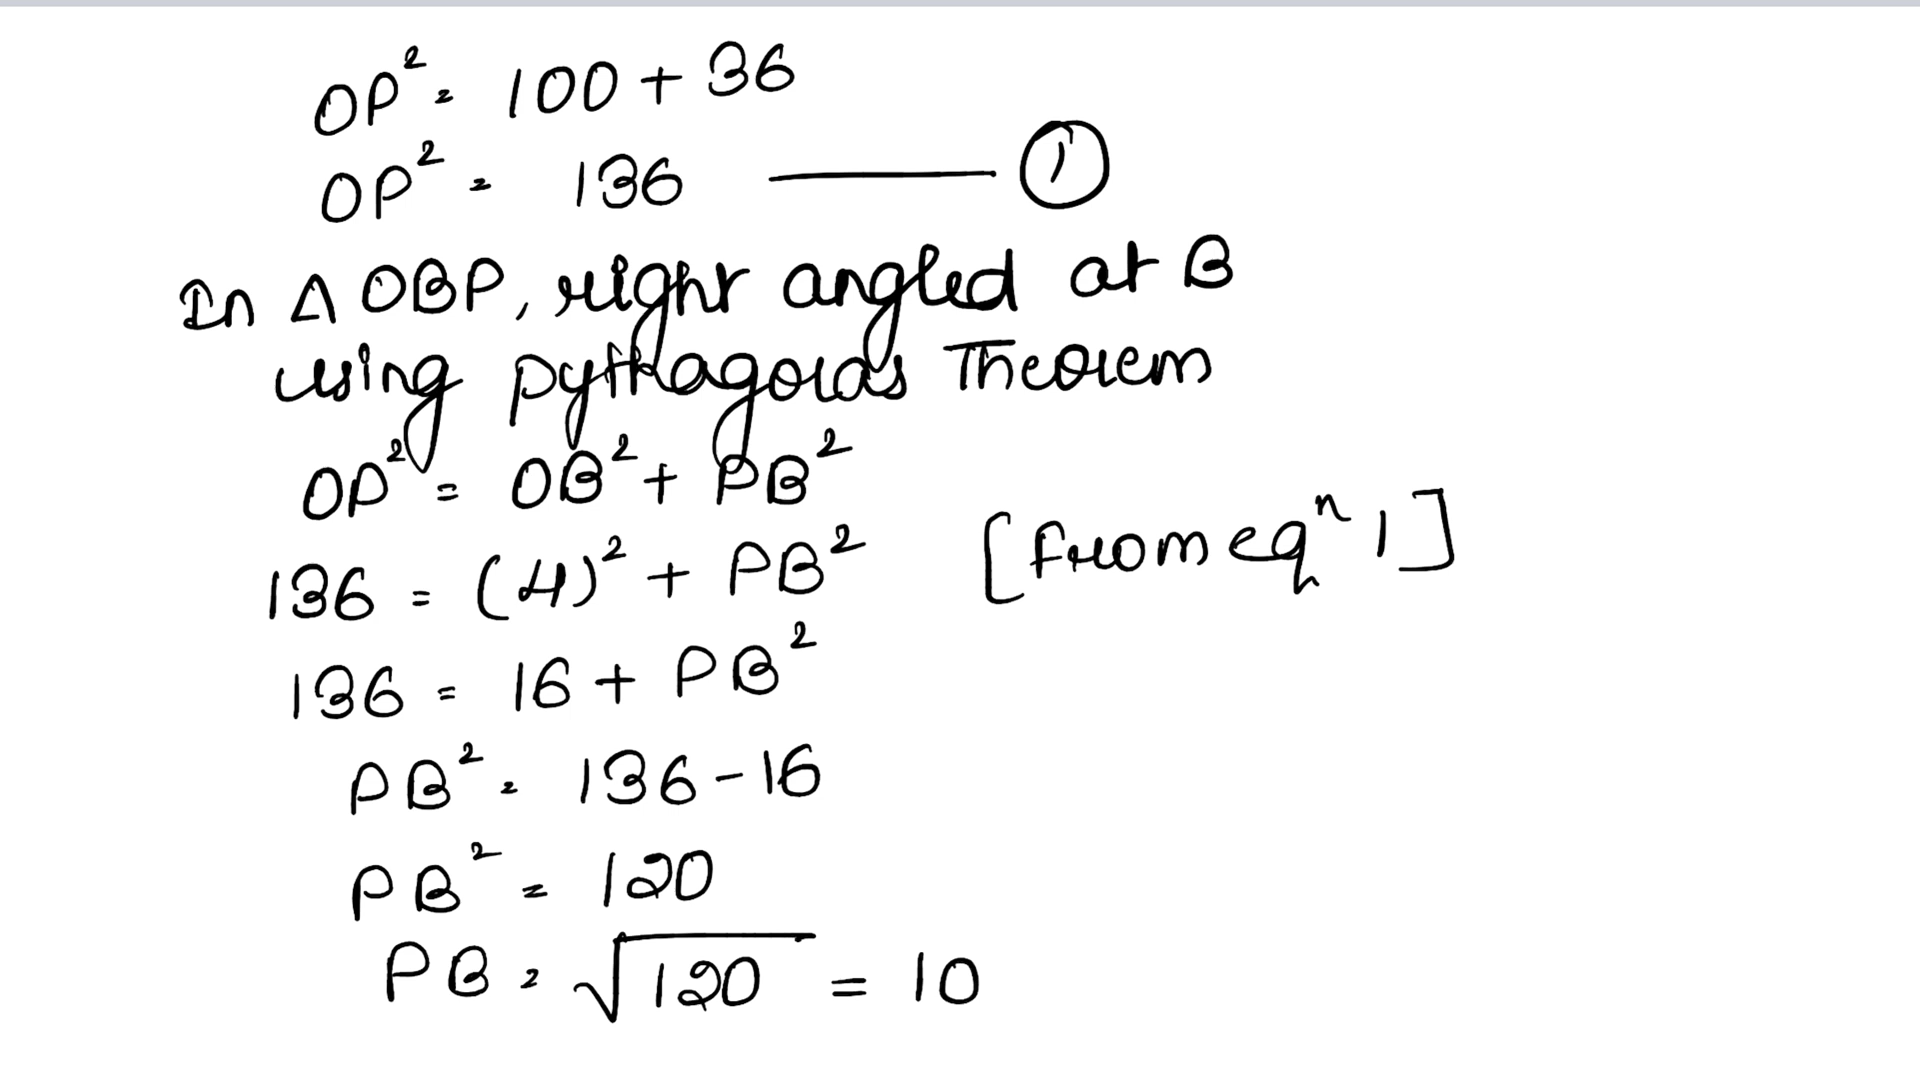 OP² = 100 + 36
OP² = 136 ——— ①
In Δ OBP, right angled at B
using pythagoras Theorem
OP² = OB² + PB²
136 = (4)² + PB² [from eqⁿ 1]
136 = 16 + PB²
PB² = 136 - 16
PB² = 120
PB = √120 = 10